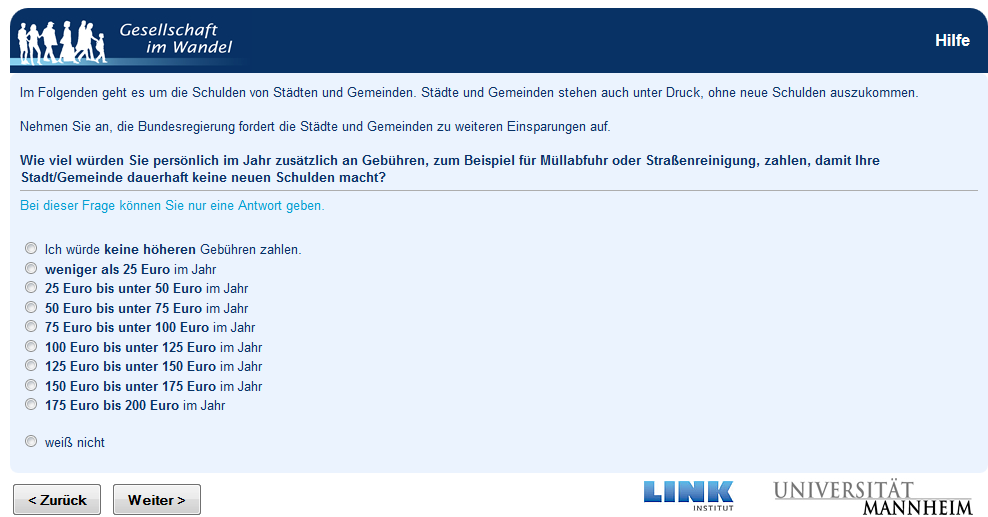 Gesellschaft
im Wandel
Hilfe
Im Folgenden geht es um die Schulden von Städten und Gemeinden. Städte und Gemeinden stehen auch unter Druck, ohne neue Schulden auszukommen.
Nehmen Sie an, die Bundesregierung fordert die Städte und Gemeinden zu weiteren Einsparungen auf.
Wie viel würden Sie persönlich im Jahr zusätzlich an Gebühren, zum Beispiel für Müllabfuhr oder Straßenreinigung, zahlen, damit Ihre
Stadt/Gemeinde dauerhaft keine neuen Schulden macht?
Bei dieser Frage können Sie nur eine Antwort geben.
Ich würde keine höheren Gebühren zahlen.
weniger als 25 Euro im Jahr
25 Euro bis unter 50 Euro im Jahr
50 Euro bis unter 75 Euro im Jahr
75 Euro bis unter 100 Euro im Jahr
100 Euro bis unter 125 Euro im Jahr
125 Euro bis unter 150 Euro im Jahr
150 Euro bis unter 175 Euro im Jahr
175 Euro bis 200 Euro im Jahr
weiß nicht
< Zurück
Weiter >
LINK
INSTITUT
UNIVERSITÄT
MANNHEIM